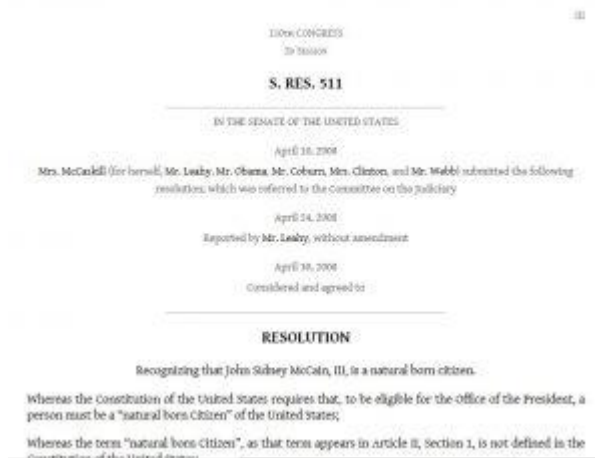 III
110th CONGRESS
2d Session
S. RES. 511
IN THE SENATE OF THE UNITED STATES
April 10, 2008
Mrs. McCaskill (for herself, Mr. Leahy, Mr. Obama, Mr. Coburn, Mrs. Clinton, and Mr. Webb) submitted the following
resolution; which was referred to the Committee on the Judiciary
April 24, 2008
Reported by Mr. Leahy, without amendment
April 30, 2008
Considered and agreed to
RESOLUTION
Recognizing that John Sidney McCain, III, is a natural born citizen.
Whereas the Constitution of the United States requires that, to be eligible for the Office of the President, a
person must be a “natural born Citizen” of the United States;
Whereas the term “natural born Citizen”, as that term appears in Article II, Section 1, is not defined in the
Constitution of the United States;